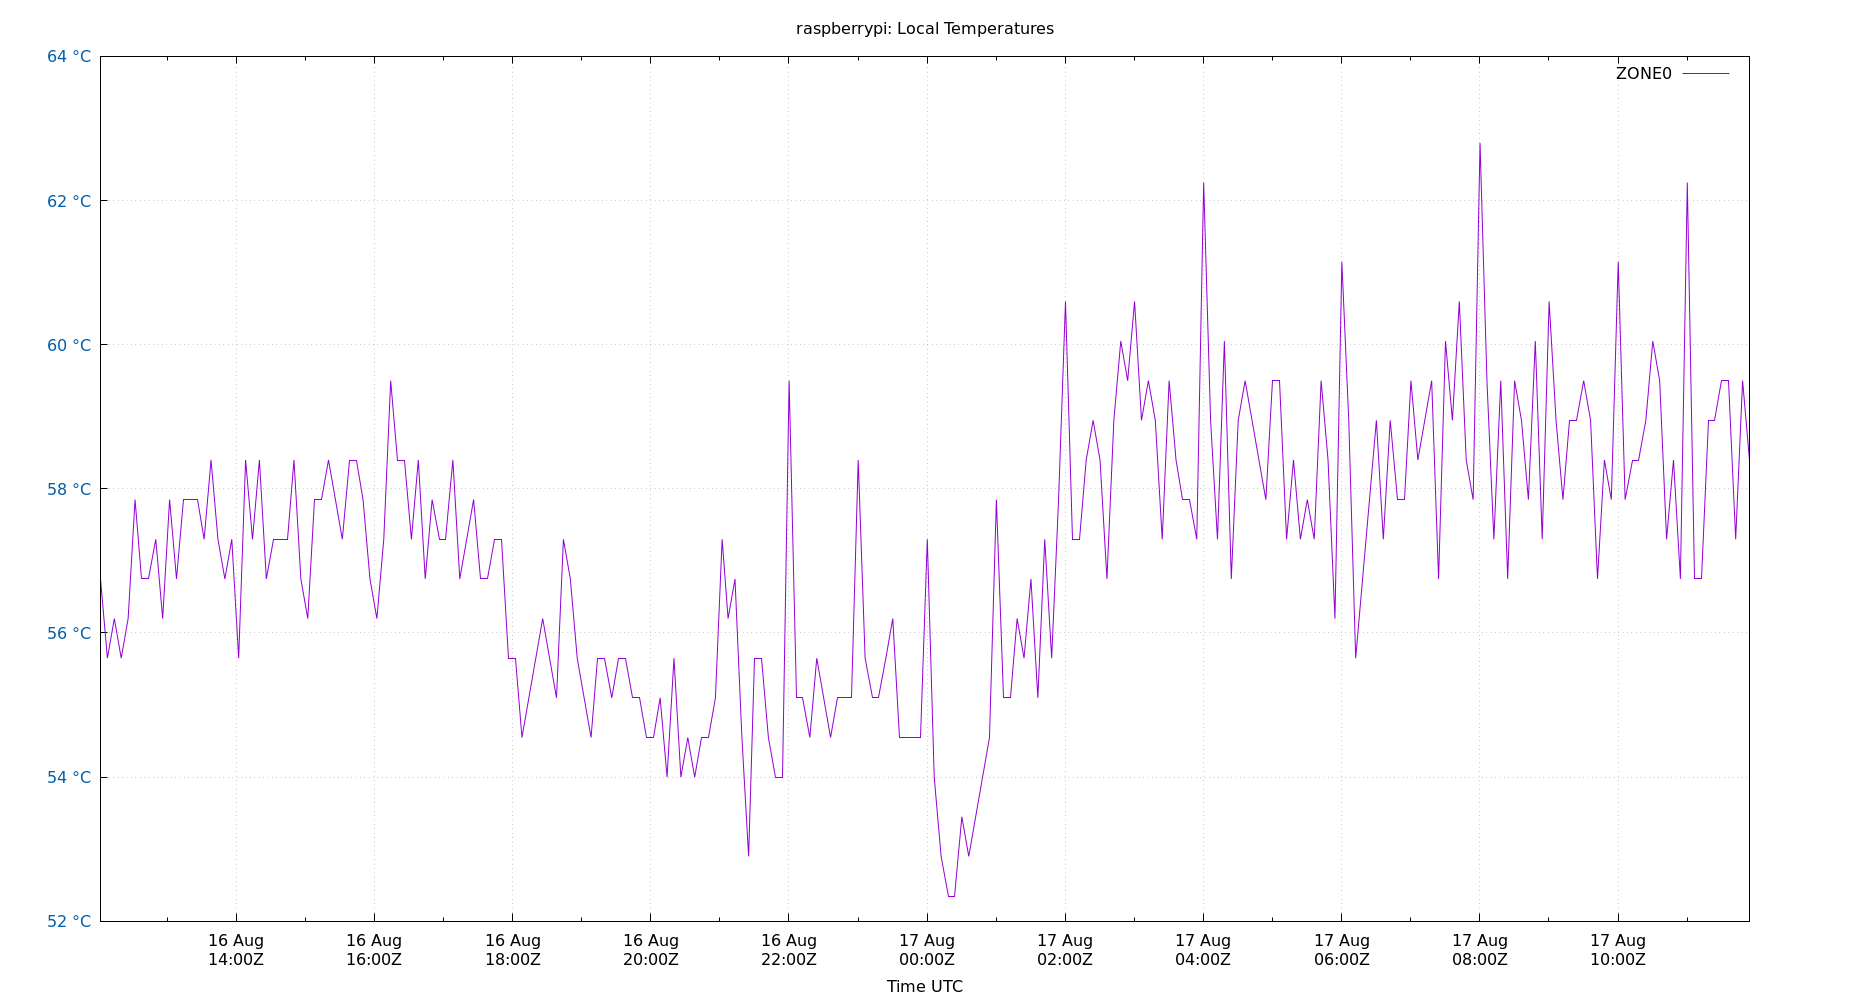 raspberrypi: Local Temperatures
64 °C
ZONE0
62 °C
60 °C
58 °C
56 °C
54 °C
52 °C
16 Aug 16 Aug 16 Aug 16 Aug 16 Aug 17 Aug 17 Aug 17 Aug 17 Aug 17 Aug 17 Aug
14:00Z 16:00Z 18:00Z 20:00Z 22:00Z 00:00Z 02:00Z 04:00Z 06:00Z 08:00Z 10:00Z
Time UTC